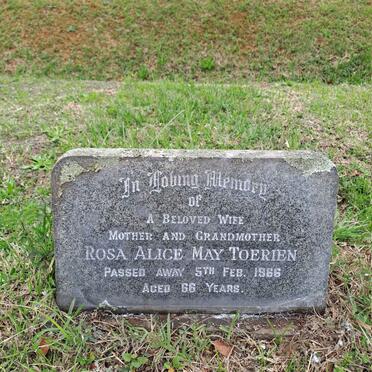 In Loving Memory
of
A Beloved Wife
Mother and Grandmother
Rosa Alice May Toerien
Passed away 5th Feb. 1966
Aged 66 Years.